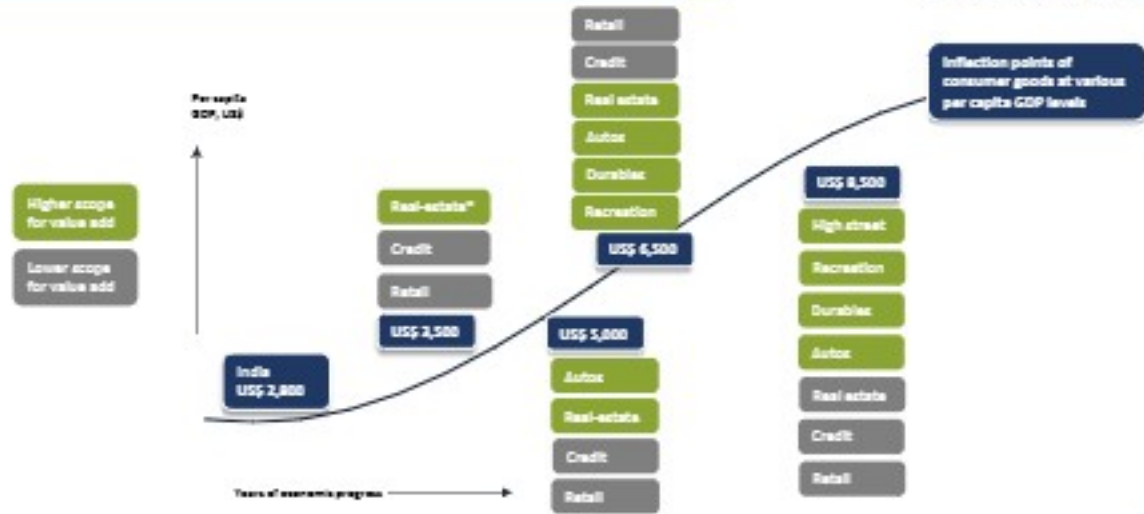 Retail
Credit
Real estate
Autos
Durables
Recreation
US$ 6,500
Inflection points of
consumer goods at various
per capita GDP levels
Per capita
GDP, US$
Higher scope
for value add
Lower scope
for value add
Real-estate*
Credit
Retail
US$ 3,500
India
US$ 2,800
US$ 5,000
Autos
Real-estate
Credit
Retail
US$ 8,500
High street
Recreation
Durables
Autos
Real estate
Credit
Retail
Years of economic progress